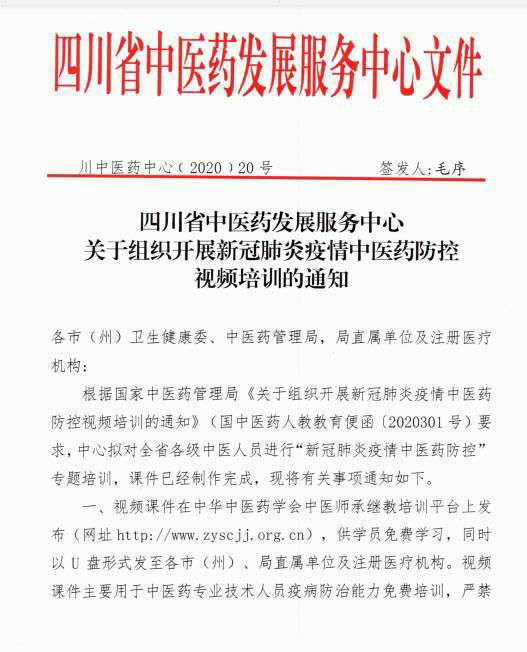 四川省中医药发展服务中心文件
川中医药中心﹝2020﹞20号 签发人:毛序
四川省中医药发展服务中心
关于组织开展新冠肺炎疫情中医药防控
视频培训的通知
各市（州）卫生健康委、中医药管理局，局直属单位及注册医疗
机构：
根据国家中医药管理局《关于组织开展新冠肺炎疫情中医药
防控视频培训的通知》（国中医药人教教育便函〔2020301号）要
求，中心拟对全省各级中医人员进行“新冠肺炎疫情中医药防控”
专题培训，课件已经制作完成，现将有关事项通知如下。
一、视频课件在中华中医药学会中医师承继教培训平台上发
布（网址http://www.zyscjj.org.cn），供学员免费学习，同时
以U盘形式发至各市（州）、局直属单位及注册医疗机构。视频
课件主要用于中医药专业技术人员疫病防治能力免费培训，严禁